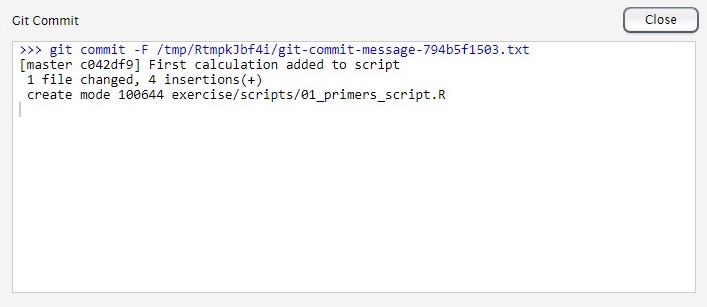 Git Commit
Close
>>> git commit -F /tmp/RtmpkJbf4i/git-commit-message-794b5f1503.txt
[master c042df9] First calculation added to script
 1 file changed, 4 insertions(+)
 create mode 100644 exercise/scripts/01_primers_script.R